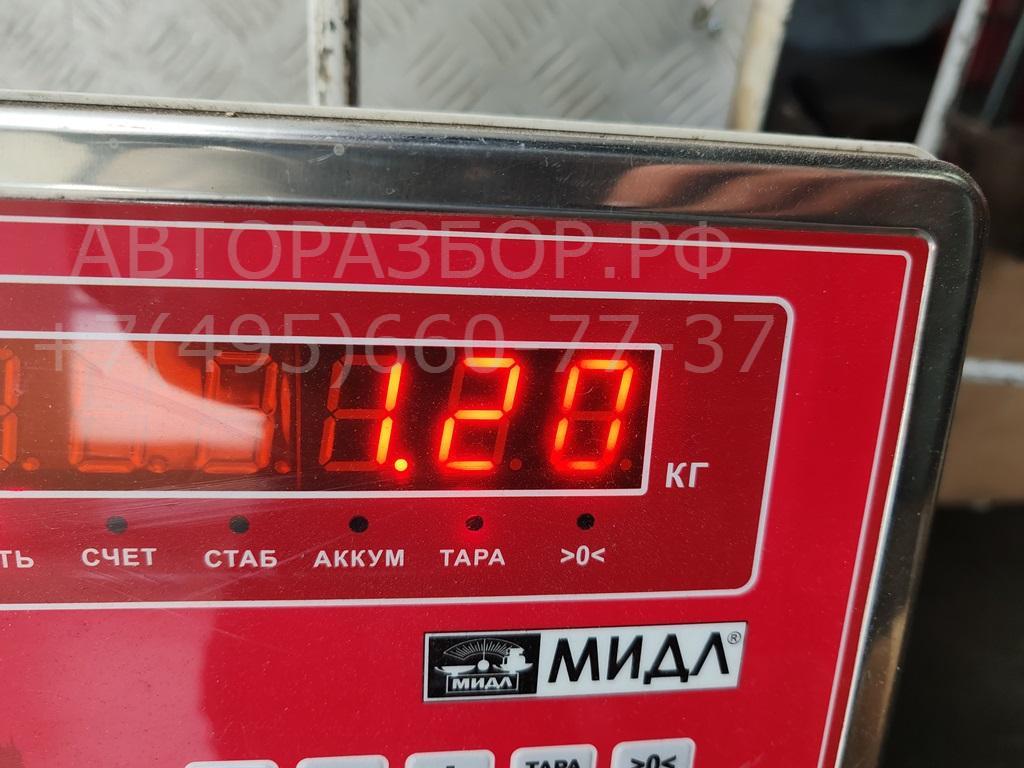 АВТОРАЗБОР.РФ
+7(495)660-77-37
1.20
КГ
ТЬ СЧЕТ СТАБ АККУМ ТАРА >0<
МИДЛ МИДЛ®
ТАРА >0<